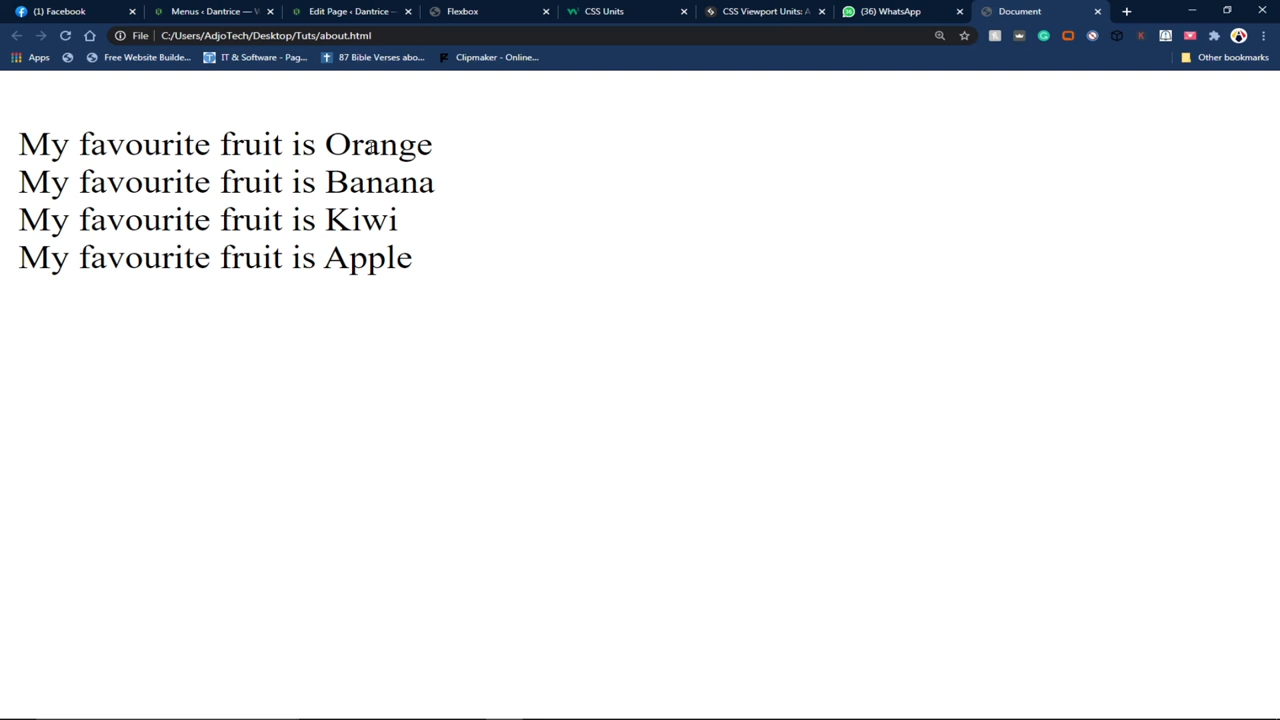 (1) Facebook
Menus ‹ Dantrice — W
Edit Page ‹ Dantrice —
Flexbox
CSS Units
CSS Viewport Units: A
(36) WhatsApp
Document
File C:/Users/AdjoTech/Desktop/Tuts/about.html
Apps
Free Website Builde...
IT & Software - Pag...
87 Bible Verses abo...
Clipmaker - Online...
Other bookmarks
My favourite fruit is Orange
My favourite fruit is Banana
My favourite fruit is Kiwi
My favourite fruit is Apple